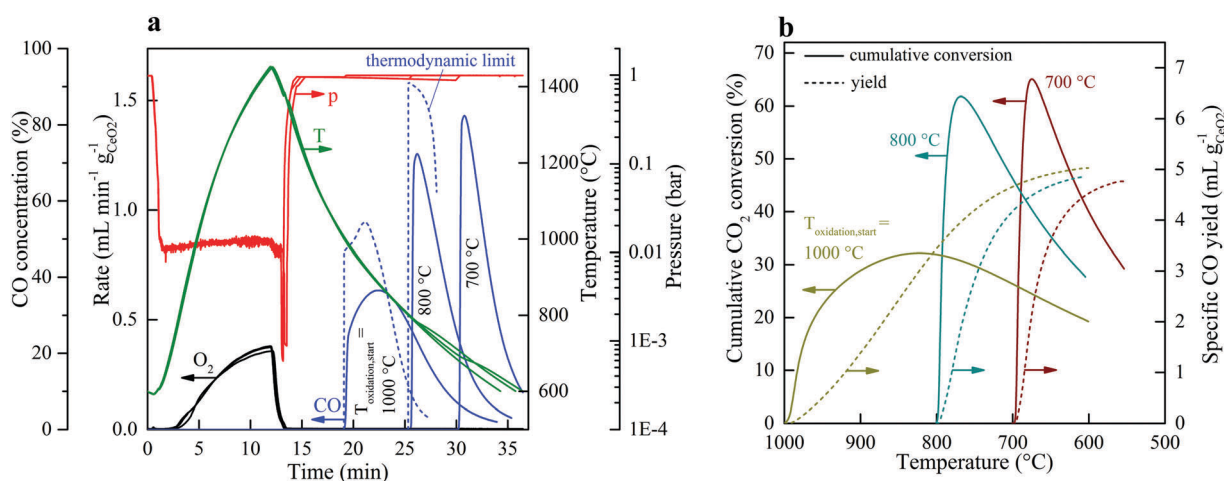 a
CO concentration (%)
100
80
60
40
20
0
Rate (mL min⁻¹ g⁻¹CeO2)
1.5
1.0
0.5
0.0
thermodynamic limit
p
T
O2
CO
Toxidation,start =
1000 °C
800 °C
700 °C
0 5 10 15 20 25 30 35
Time (min)
1400
1200
1000
800
600
Temperature (°C)
1
0.1
0.01
1E-3
1E-4
Pressure (bar)
b
Cumulative CO2 conversion (%)
70
60
50
40
30
20
10
0
cumulative conversion
yield
700 °C
800 °C
Toxidation,start =
1000 °C
1000 900 800 700 600 500
Temperature (°C)
7
6
5
4
3
2
1
0
Specific CO yield (mL g⁻¹CeO2)